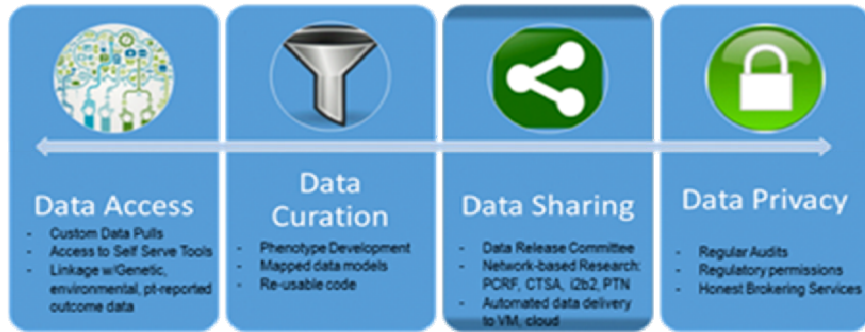 Data Access
- Custom Data Pulls
- Access to Self Serve Tools
- Linkage w/Genetic,
environmental, pt-reported
outcome data
Data
Curation
- Phenotype Development
- Mapped data models
- Re-usable code
Data Sharing
- Data Release Committee
- Network-based Research:
PCRF, CTSA, i2b2, PTN
- Automated data delivery
to VM, cloud
Data Privacy
- Regular Audits
- Regulatory permissions
- Honest Brokering Services